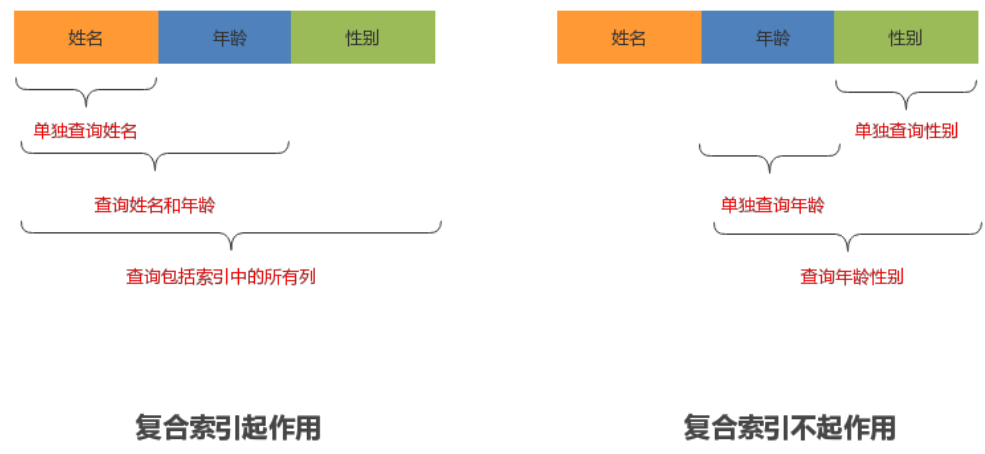 姓名 年龄 性别
单独查询姓名
查询姓名和年龄
查询包括索引中的所有列
复合索引起作用
姓名 年龄 性别
单独查询性别
单独查询年龄
查询年龄性别
复合索引不起作用